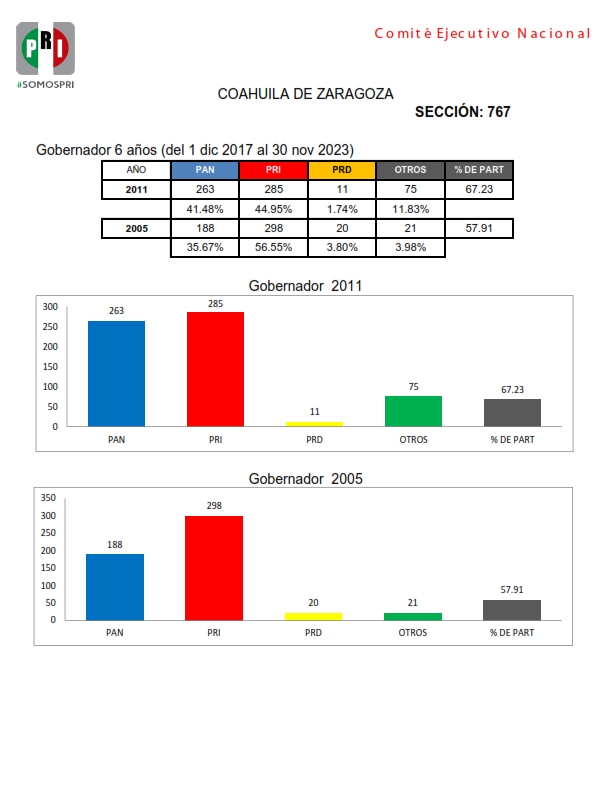 Comité Ejecutivo Nacional
PRI
#SOMOSPRI
COAHUILA DE ZARAGOZA
SECCIÓN: 767
Gobernador 6 años (del 1 dic 2017 al 30 nov 2023)
AÑO PAN PRI PRD OTROS % DE PART
2011 263 285 11 75 67.23
41.48% 44.95% 1.74% 11.83%
2005 188 298 20 21 57.91
35.67% 56.55% 3.80% 3.98%
Gobernador 2011
300
250
200
150
100
50
0
263 285 11 75 67.23
PAN PRI PRD OTROS % DE PART
Gobernador 2005
350
300
250
200
150
100
50
0
188 298 20 21 57.91
PAN PRI PRD OTROS % DE PART